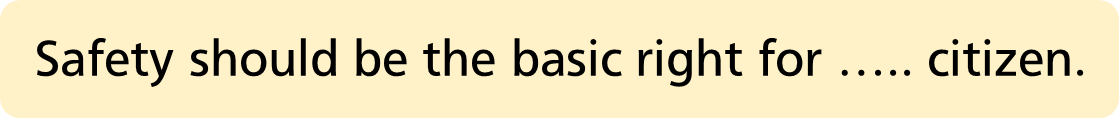 Safety should be the basic right for ..... citizen.